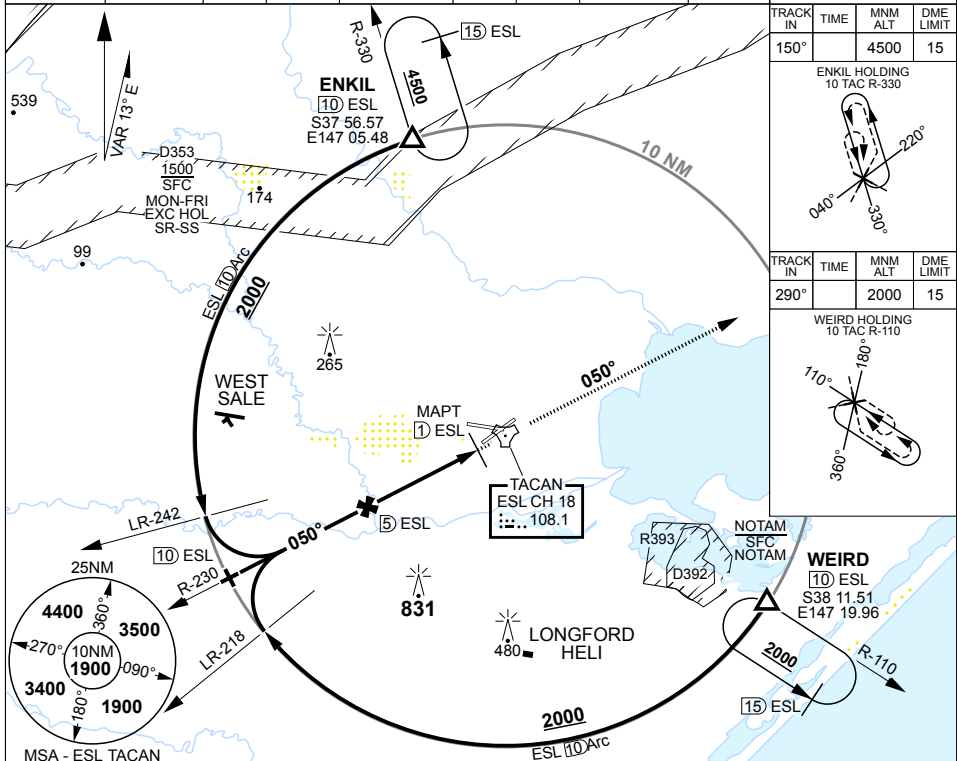 TRACK IN
TIME
MNM ALT
DME LIMIT
150°
4500
15
ENKIL HOLDING
10 TAC R-330
220°
040°
330°
TRACK IN
TIME
MNM ALT
DME LIMIT
290°
2000
15
WEIRD HOLDING
10 TAC R-110
180°
110°
360°
R-330
15 ESL
4500
ENKIL
10 ESL
S37 56.57
E147 05.48
10 NM
539
VAR 13° E
D353
1500
SFC
MON-FRI
EXC HOL
SR-SS
174
99
ESL 10 Arc
2000
265
WEST
SALE
MAPT
1 ESL
050°
TACAN
ESL CH 18
108.1
LR-242
050°
5 ESL
10 ESL
R-230
R393
D392
NOTAM
SFC
NOTAM
WEIRD
10 ESL
S38 11.51
E147 19.96
831
LR-218
480
LONGFORD
HELI
2000
R-110
15 ESL
2000
ESL 10 Arc
25NM
4400
360°
3500
270°
10NM
1900
090°
3400
180°
1900
MSA - ESL TACAN